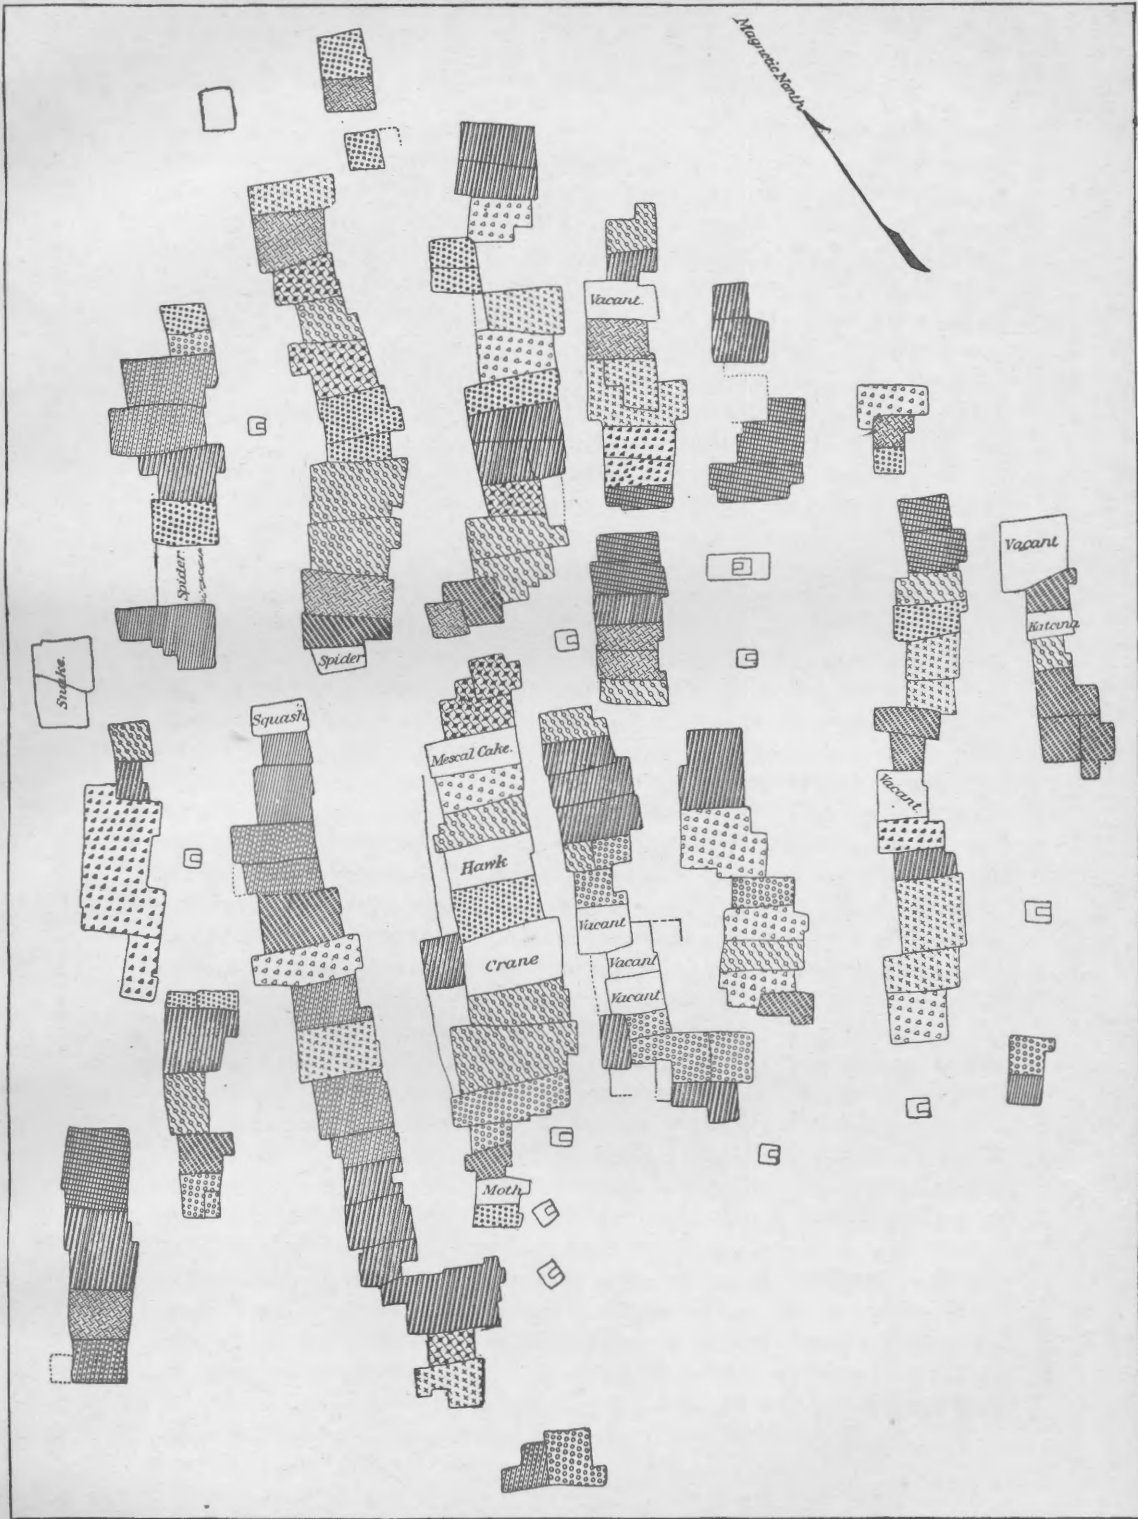 Magnetic North
Vacant.
Vacant
Spider.
Katcina
Snake.
Spider
Squash
Mescal Cake.
Vacant
Hawk
Vacant
Crane
Vacant
Vacant.
Moth